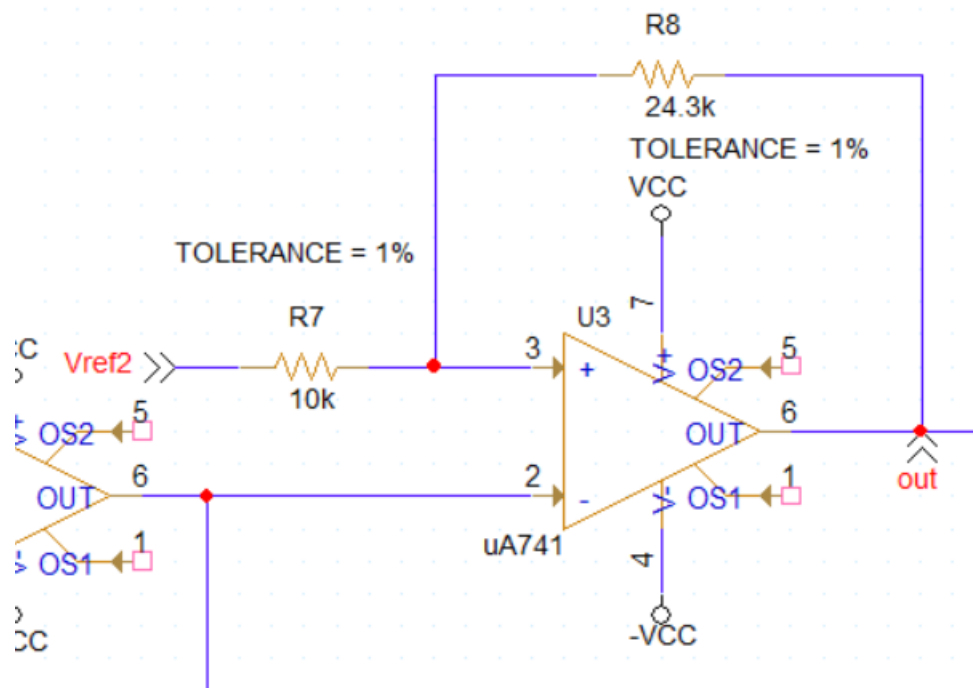 R8
24.3k
TOLERANCE = 1%
VCC
TOLERANCE = 1%
7
R7
U3
CC
Vref2
3
+
V+
OS2
5
10k
5
V+
OS2
6
OUT
6
OUT
2
-
V-
OS1
1
out
1
V-
OS1
uA741
4
-VCC
CC